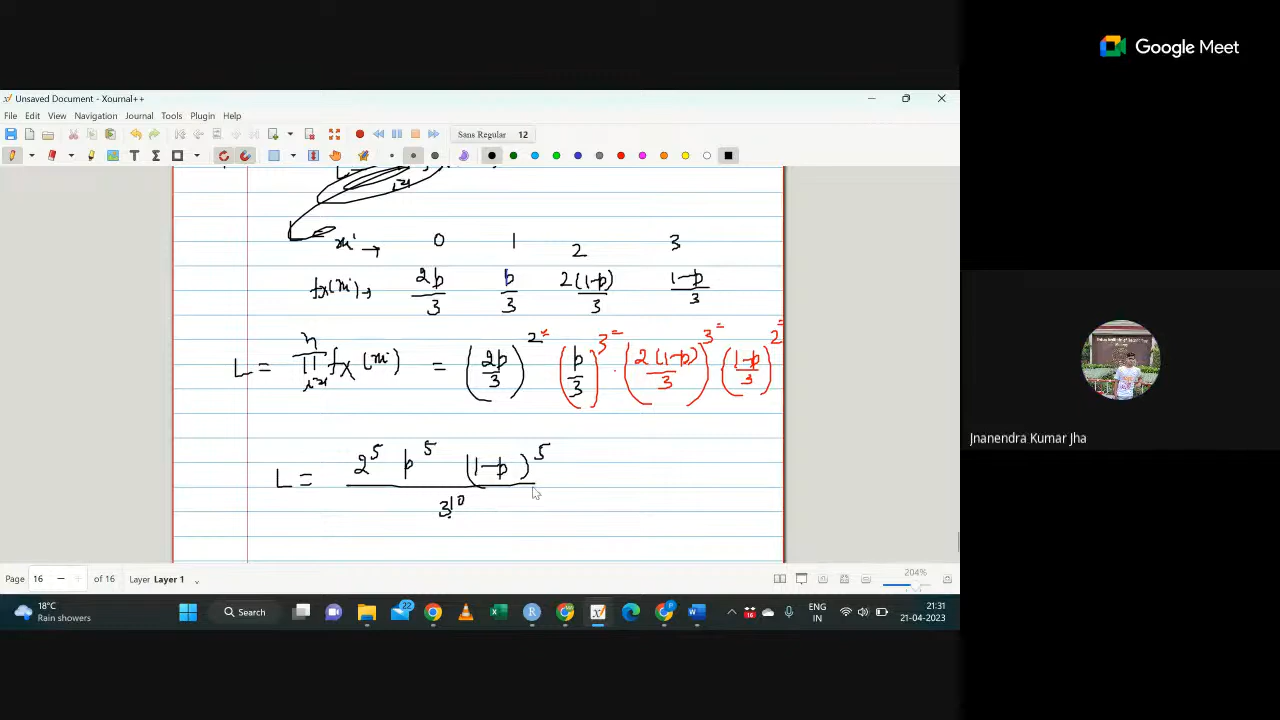 Google Meet
Unsaved Document - Xournal++
File Edit View Navigation Journal Tools Plugin Help
Sans Regular 12
xi → 0 1 2 3
fx(xi) → 2p/3 p/3 2(1-p)/3 1-p/3
L = n ∏ i=1 fx(xi) = (2p/3)^2 (p/3)^3 · (2(1-p)/3)^3 (1-p/3)^2
L = 2^5 p^5 (1-p)^5 / 3^10
Jnanendra Kumar Jha
Page 16 of 16 Layer Layer 1 204%
18°C
Rain showers
Search
22
16
ENG
IN
21:31
21-04-2023